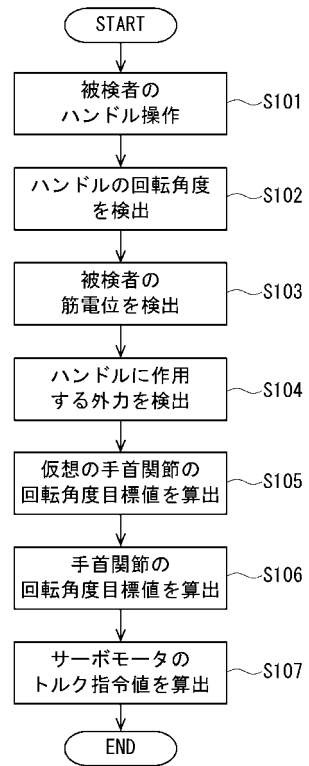 START
被検者の
ハンドル操作
S101
ハンドルの回転角度
を検出
S102
被検者の
筋電位を検出
S103
ハンドルに作用
する外力を検出
S104
仮想の手首関節の
回転角度目標値を算出
S105
手首関節の
回転角度目標値を算出
S106
サーボモータの
トルク指令値を算出
S107
END